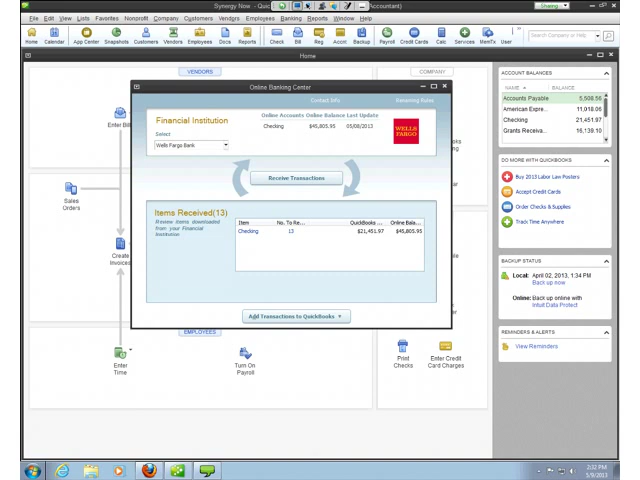 Synergy Now - Quic
Accountant)
Sharing
File Edit View Lists Favorites Nonprofit Company Customers Vendors Employees Banking Reports Window Help
Home Calendar App Center Snapshots Customers Vendors Employees Docs Reports Check Bill Reg Accnt Backup Payroll Credit Cards Calc Services MemTx User
Search Company or Help
Home
VENDORS
COMPANY
Enter Bill
Sales
Orders
Create
Invoices
EMPLOYEES
Enter
Time
Turn On
Payroll
Print
Checks
Enter Credit
Card Charges
Online Banking Center
Contact Info
Renaming Rules
Financial Institution
Select
Wells Fargo Bank
Online Accounts Online Balance Last Update
Checking $45,805.95 05/08/2013
WELLS
FARGO
Receive Transactions
Items Received(13)
Review items downloaded
from your Financial
Institution.
Item No. To Re... QuickBooks ... Online Bala...
Checking 13 $21,451.97 $45,805.95
Add Transactions to QuickBooks
ACCOUNT BALANCES
NAME BALANCE
Accounts Payable 5,508.56
American Expre... 11,918.06
Checking 21,451.97
Grants Receiva... 16,139.10
DO MORE WITH QUICKBOOKS
Buy 2013 Labor Law Posters
Accept Credit Cards
Order Checks & Supplies
Track Time Anywhere
BACKUP STATUS
Local: April 02, 2013, 1:34 PM
Back up now
Online: Back up online with
Intuit Data Protect
REMINDERS & ALERTS
View Reminders
2:32 PM
5/9/2013